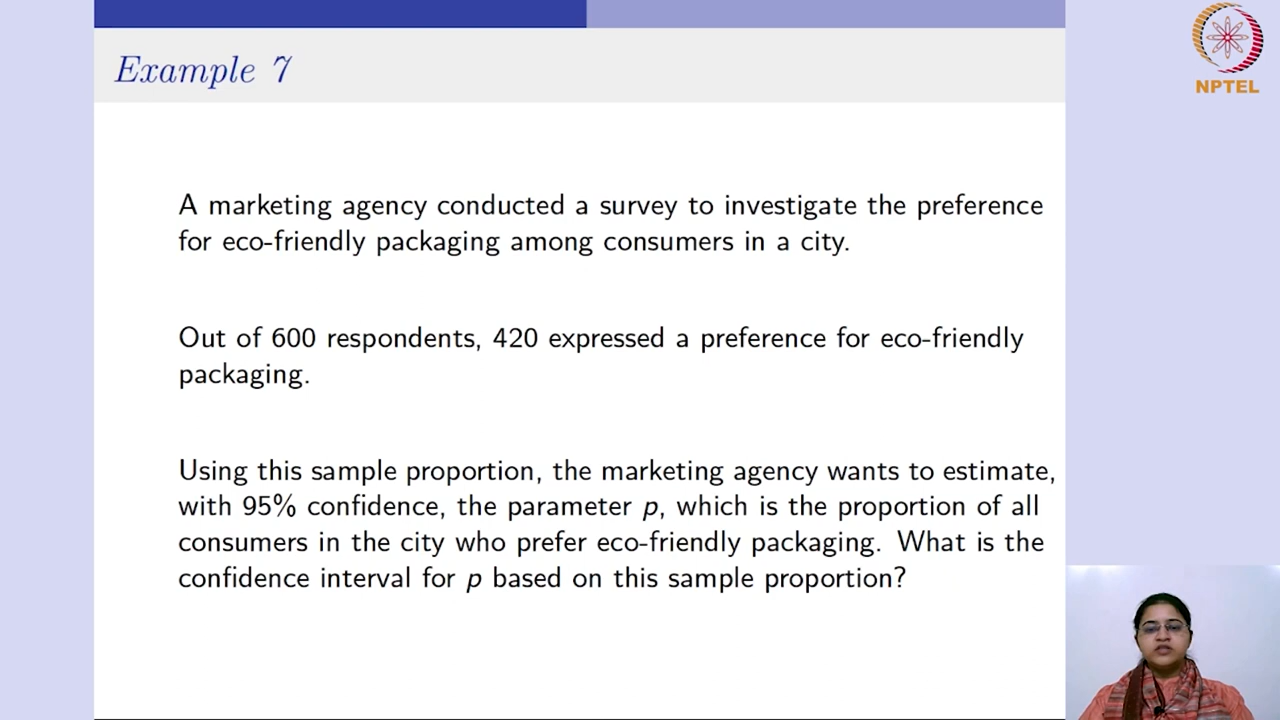 Example 7
NPTEL
A marketing agency conducted a survey to investigate the preference
for eco-friendly packaging among consumers in a city.
Out of 600 respondents, 420 expressed a preference for eco-friendly
packaging.
Using this sample proportion, the marketing agency wants to estimate,
with 95% confidence, the parameter p, which is the proportion of all
consumers in the city who prefer eco-friendly packaging. What is the
confidence interval for p based on this sample proportion?